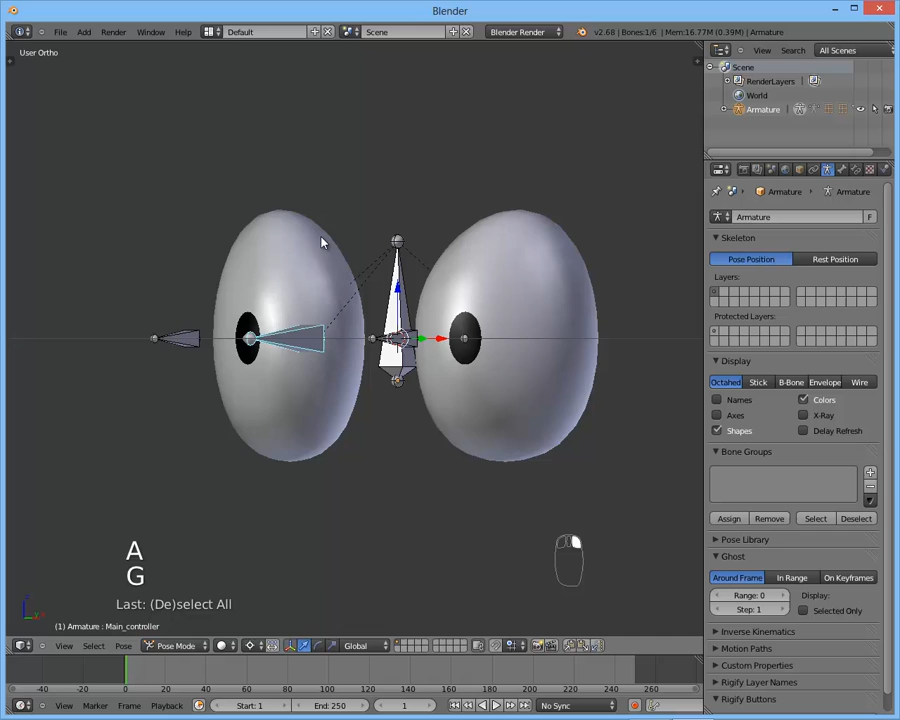 Blender
File Add Render Window Help Default Scene Blender Render v2.68 | Bones:1/6 | Mem:16.77M (0.39M) | Armature
User Ortho
View Search All Scenes
Scene
RenderLayers
World
Armature
Armature Armature
Armature F
Skeleton
Pose Position Rest Position
Layers:
Protected Layers:
Display
Octahed Stick B-Bone Envelope Wire
Names Colors
Axes X-Ray
Shapes Delay Refresh
Bone Groups
Assign Remove Select Deselect
Pose Library
Ghost
Around Frame In Range On Keyframes
Range: 0 Display:
Step: 1 Selected Only
Inverse Kinematics
Motion Paths
Custom Properties
Rigify Layer Names
Rigify Buttons
A
G
Last: (De)select All
(1) Armature : Main_controller
View Select Pose Pose Mode Global
-40 -20 0 20 40 60 80 100 120 140 160 180 200 220 240 260
View Marker Frame Playback Start: 1 End: 250 1 No Sync